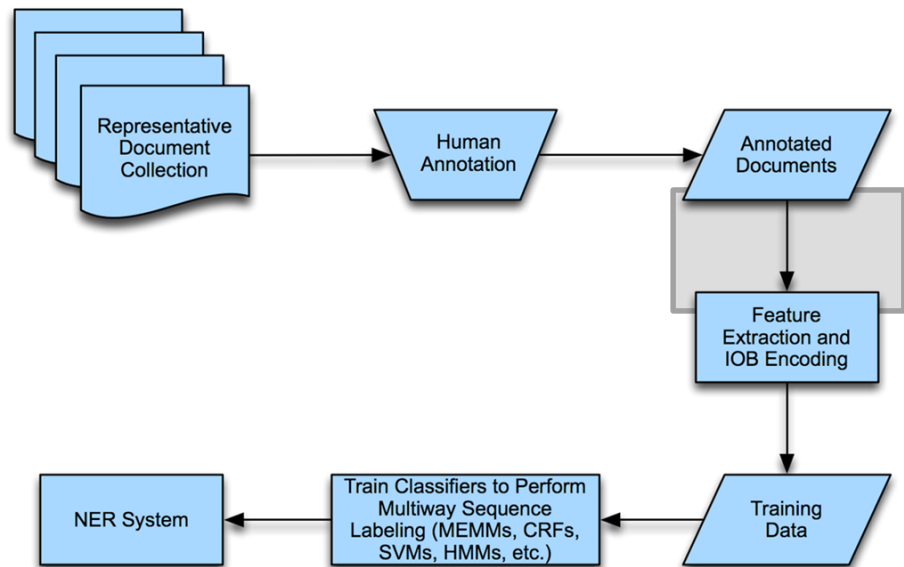 Representative
Document
Collection
Human
Annotation
Annotated
Documents
Feature
Extraction and
IOB Encoding
Training
Data
Train Classifiers to Perform
Multiway Sequence
Labeling (MEMMs, CRFs,
SVMs, HMMs, etc.)
NER System